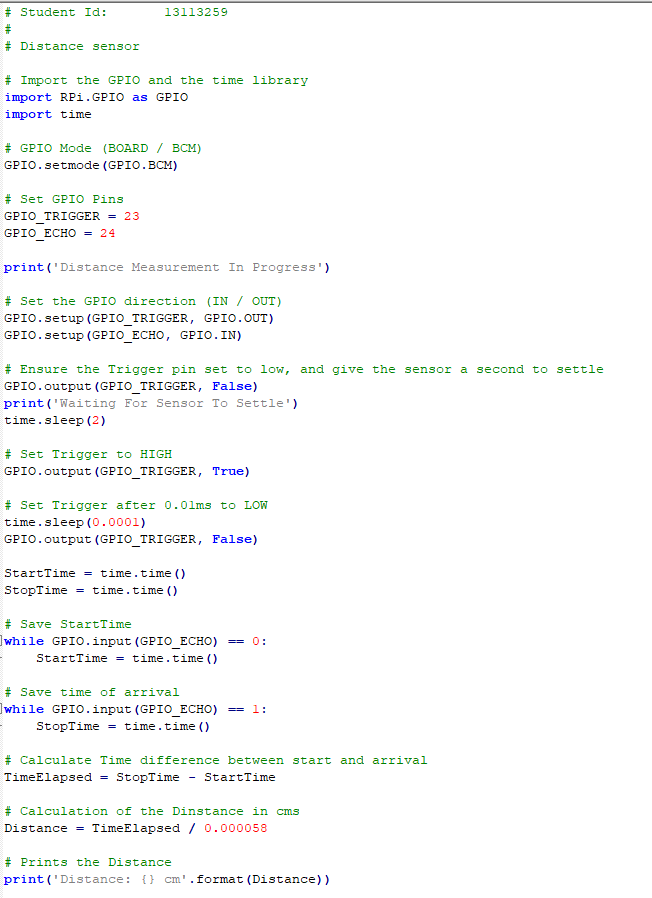 # Student Id:       13113259
#
# Distance sensor
# Import the GPIO and the time library
import RPi.GPIO as GPIO
import time
# GPIO Mode (BOARD / BCM)
GPIO.setmode(GPIO.BCM)
# Set GPIO Pins
GPIO_TRIGGER = 23
GPIO_ECHO = 24
print('Distance Measurement In Progress')
# Set the GPIO direction (IN / OUT)
GPIO.setup(GPIO_TRIGGER, GPIO.OUT)
GPIO.setup(GPIO_ECHO, GPIO.IN)
# Ensure the Trigger pin set to low, and give the sensor a second to settle
GPIO.output(GPIO_TRIGGER, False)
print('Waiting For Sensor To Settle')
time.sleep(2)
# Set Trigger to HIGH
GPIO.output(GPIO_TRIGGER, True)
# Set Trigger after 0.01ms to LOW
time.sleep(0.0001)
GPIO.output(GPIO_TRIGGER, False)
StartTime = time.time()
StopTime = time.time()
# Save StartTime
while GPIO.input(GPIO_ECHO) == 0:
    StartTime = time.time()
# Save time of arrival
while GPIO.input(GPIO_ECHO) == 1:
    StopTime = time.time()
# Calculate Time difference between start and arrival
TimeElapsed = StopTime - StartTime
# Calculation of the Dinstance in cms
Distance = TimeElapsed / 0.000058
# Prints the Distance
print('Distance: {} cm'.format(Distance))